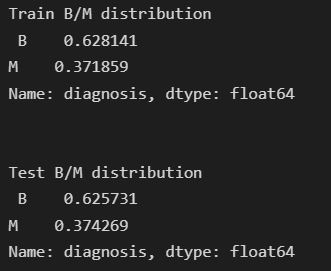 Train B/M distribution
 B    0.628141
M    0.371859
Name: diagnosis, dtype: float64
Test B/M distribution
 B    0.625731
M    0.374269
Name: diagnosis, dtype: float64